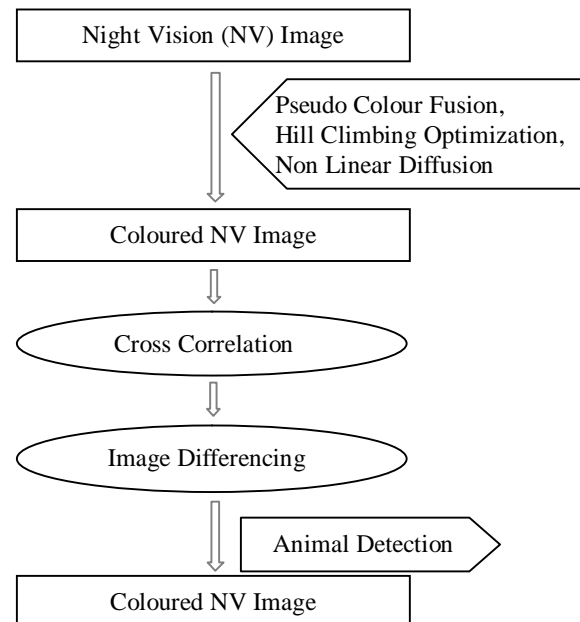 Night Vision (NV) Image
Pseudo Colour Fusion,
Hill Climbing Optimization,
Non Linear Diffusion
Coloured NV Image
Cross Correlation
Image Differencing
Animal Detection
Coloured NV Image